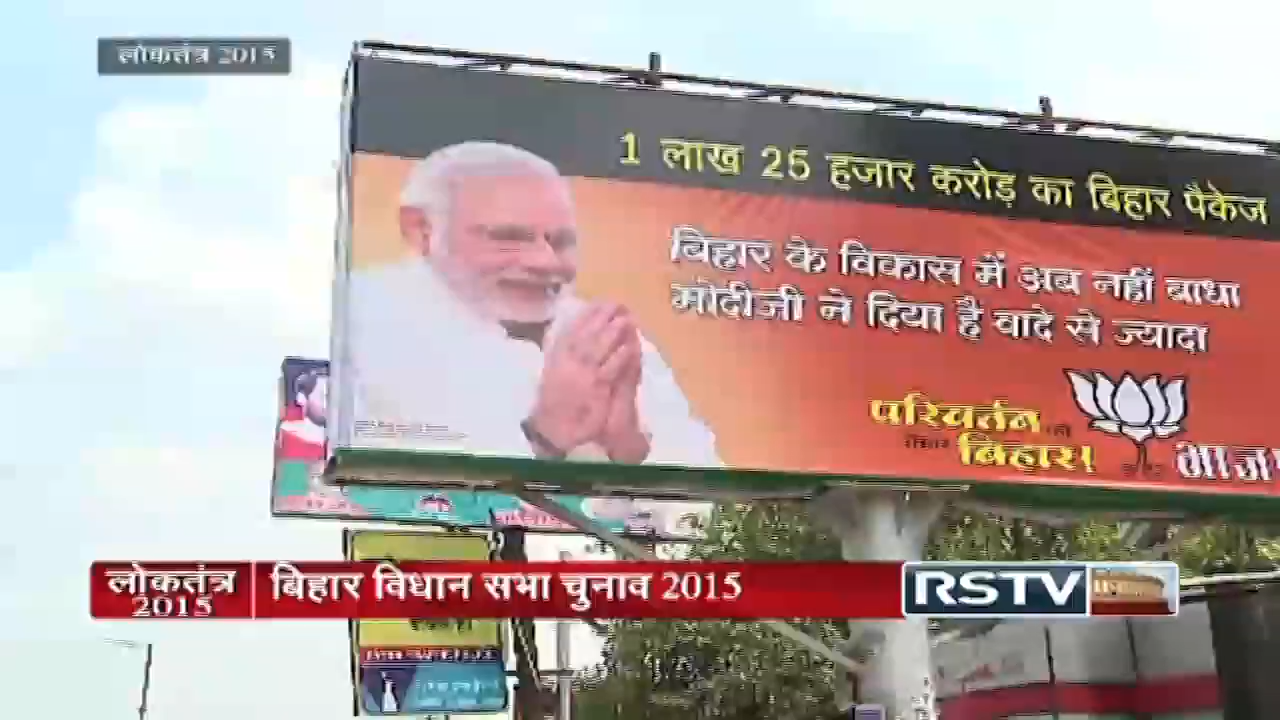 लोकतंत्र 2015
1 लाख 25 हजार करोड़ का बिहार पैकेज
बिहार के विकास में अब नहीं बाधा
मोदीजी ने दिया है वादे से ज्यादा
परिवर्तन
बिहार!
लोकतंत्र
2015
बिहार विधान सभा चुनाव 2015
RSTV